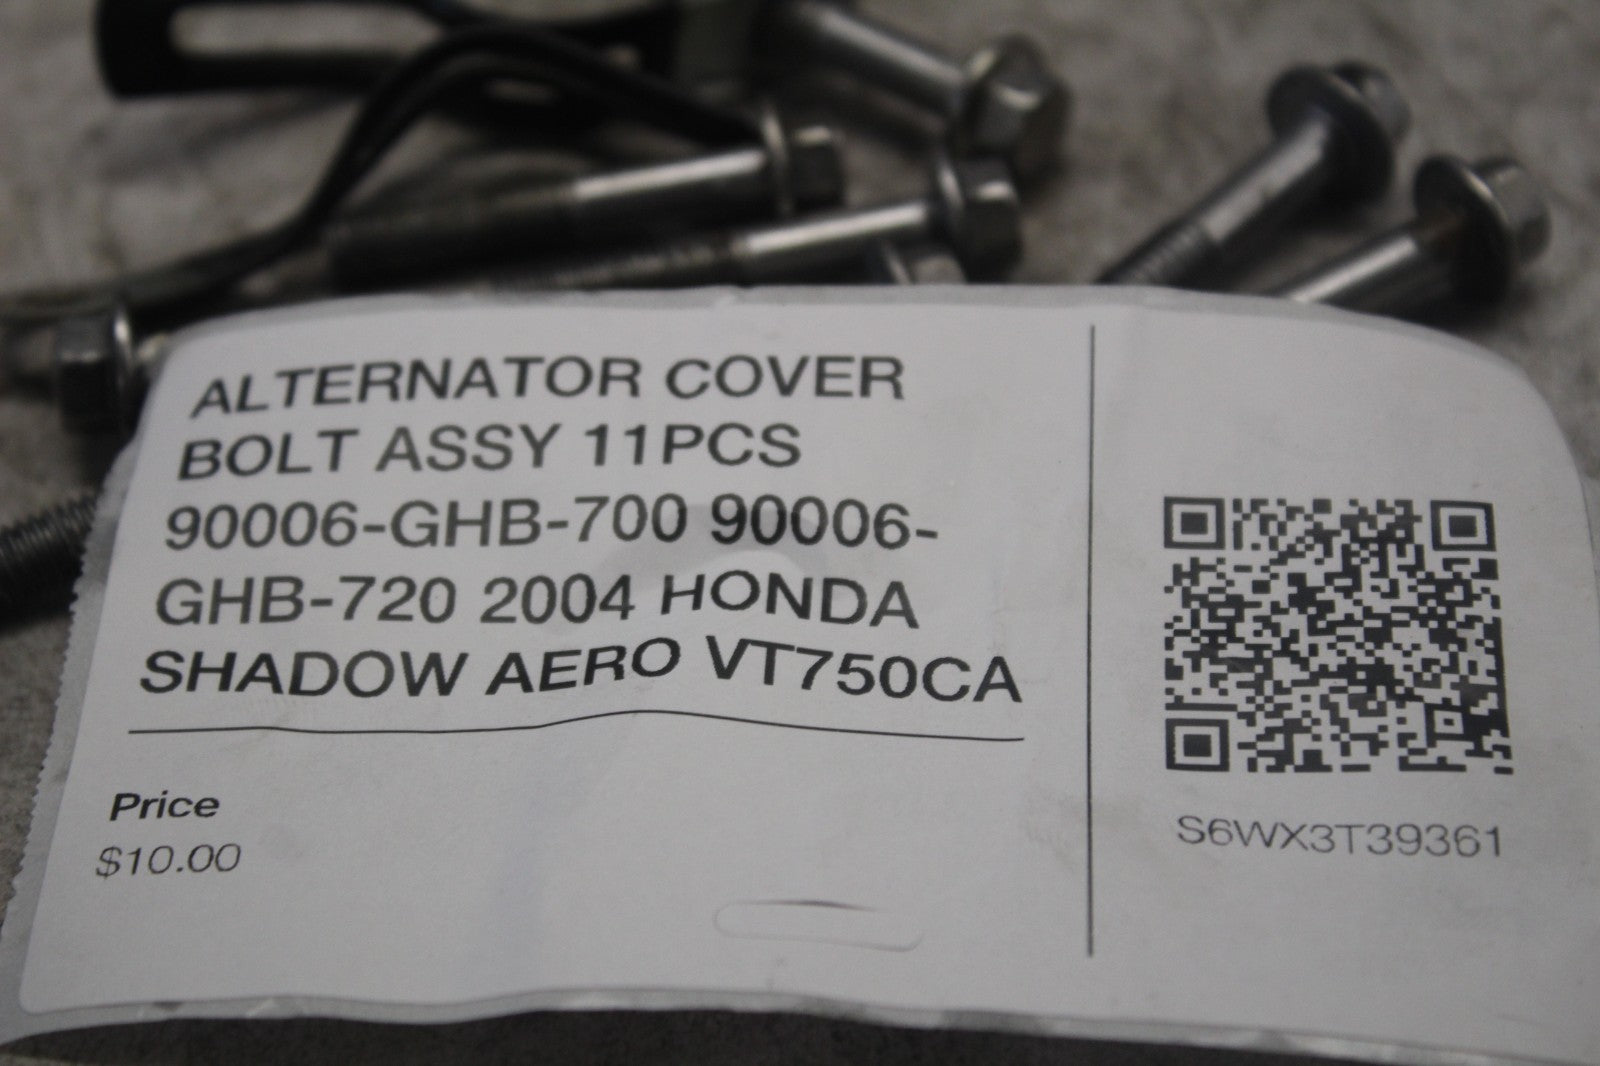 ALTERNATOR COVER
BOLT ASSY 11PCS
90006-GHB-700 90006-
GHB-720 2004 HONDA
SHADOW AERO VT750CA
Price
$10.00
S6WX3T39361